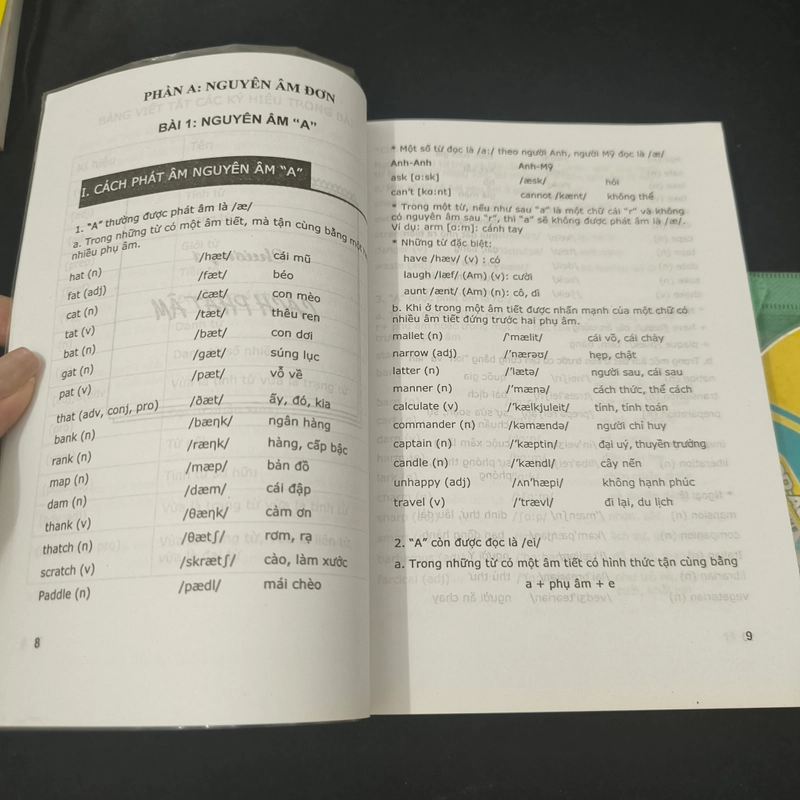 PHẦN A: NGUYÊN ÂM ĐƠN
BÀI 1: NGUYÊN ÂM “A”
I. CÁCH PHÁT ÂM NGUYÊN ÂM “A”
1. “A” thường được phát âm là /æ/
a. Trong những từ có một âm tiết, mà tận cùng bằng một
nhiều phụ âm.
hat (n) /hæt/ cái mũ
fat (adj) /fæt/ béo
cat (n) /cæt/ con mèo
tat (v) /tæt/ thêu ren
bat (n) /bæt/ con dơi
gat (n) /gæt/ súng lục
pat (v) /pæt/ vỗ về
that (adv, conj, pro) /ðæt/ ấy, đó, kia
bank (n) /bæŋk/ ngân hàng
rank (n) /ræŋk/ hàng, cấp bậc
map (n) /mæp/ bản đồ
dam (n) /dæm/ cái đập
thank (v) /θæŋk/ cảm ơn
thatch (n) /θætʃ/ rơm, rạ
scratch (v) /skrætʃ/ cào, làm xước
Paddle (n) /pædl/ mái chèo
8
* Một số từ đọc là /a:/ theo người Anh, người Mỹ đọc là /æ/
Anh-Anh Anh-Mỹ
ask [ɑ:sk] /æsk/ hỏi
can't [kɑ:nt] cannot /kænt/ không thể
* Trong một từ, nếu như sau “a” là một chữ cái “r” và không
có nguyên âm sau “r”, thì “a” sẽ không được phát âm là /æ/.
Ví dụ: arm [ɑ:m]: cánh tay
* Những từ đặc biệt:
have /hæv/ (v) : có
laugh /læf/ (Am) (v): cười
aunt /ænt/ (Am) (n): cô, dì
b. Khi ở trong một âm tiết được nhấn mạnh của một chữ có
nhiều âm tiết đứng trước hai phụ âm.
mallet (n) /'mælit/ cái vồ, cái chày
narrow (adj) /'nærəʊ/ hẹp, chật
latter (n) /'lætə/ người sau, cái sau
manner (n) /'mænə/ cách thức, thể cách
calculate (v) /'kælkjuleit/ tính, tính toán
commander (n) /kəmændə/ người chỉ huy
captain (n) /'kæptin/ đại uý, thuyền trưởng
candle (n) /'kændl/ cây nến
unhappy (adj) /ʌn'hæpi/ không hạnh phúc
travel (v) /'trævl/ đi lại, du lịch
2. “A” còn được đọc là /ei/
a. Trong những từ có một âm tiết có hình thức tận cùng bằng
a + phụ âm + e
9